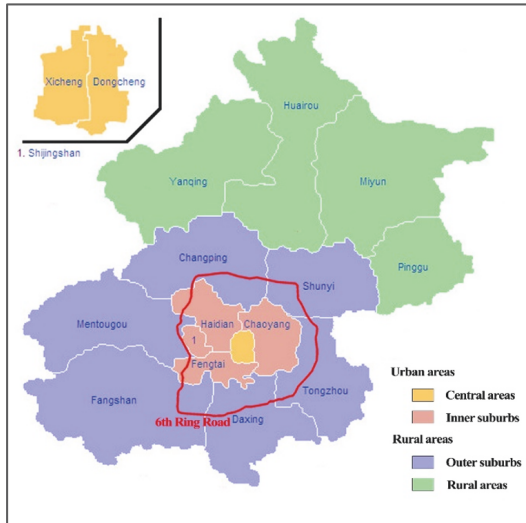 Xicheng
Dongcheng
1. Shijingshan
Huairou
Yanqing
Miyun
Pinggu
Changping
Shunyi
Mentougou
Haidian
Chaoyang
1
Fengtai
Fangshan
Tongzhou
Daxing
6th Ring Road
Urban areas
Central areas
Inner suburbs
Rural areas
Outer suburbs
Rural areas